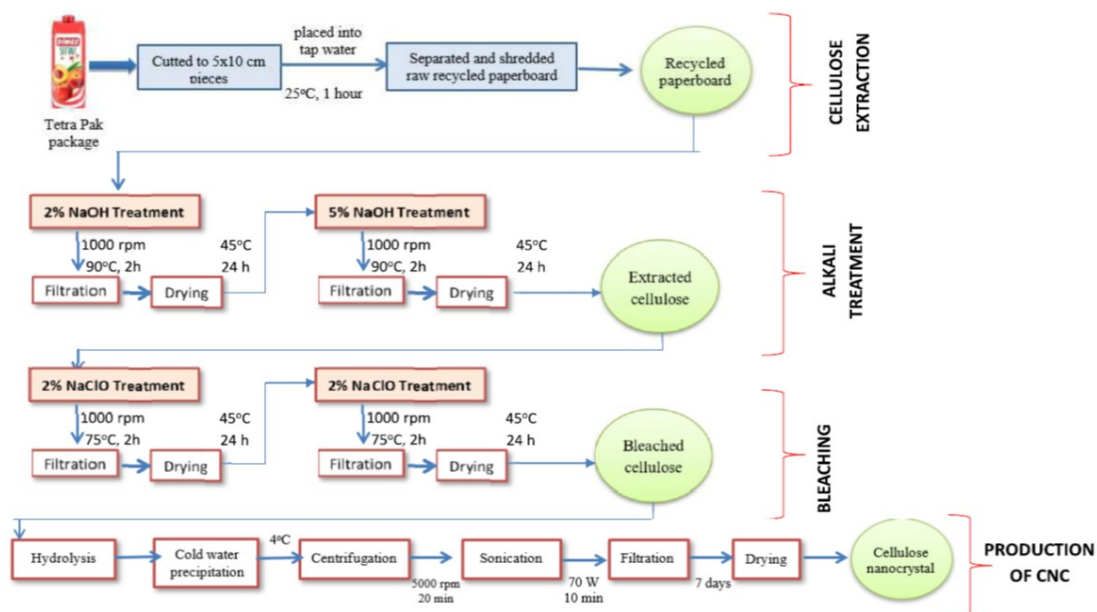 placed into
tap water
Cutted to 5x10 cm
pieces
25ºC, 1 hour
Separated and shredded
raw recycled paperboard
Recycled
paperboard
Tetra Pak
package
CELLULOSE
EXTRACTION
2% NaOH Treatment
1000 rpm
90ºC, 2h
Filtration
Drying
45ºC
24 h
5% NaOH Treatment
1000 rpm
90ºC, 2h
Filtration
Drying
45ºC
24 h
Extracted
cellulose
ALKALI
TREATMENT
2% NaClO Treatment
1000 rpm
75ºC, 2h
Filtration
Drying
45ºC
24 h
2% NaClO Treatment
1000 rpm
75ºC, 2h
Filtration
Drying
45ºC
24 h
Bleached
cellulose
BLEACHING
Hydrolysis
Cold water
precipitation
4ºC
Centrifugation
5000 rpm
20 min
Sonication
70 W
10 min
Filtration
7 days
Drying
Cellulose
nanocrystal
PRODUCTION
OF CNC